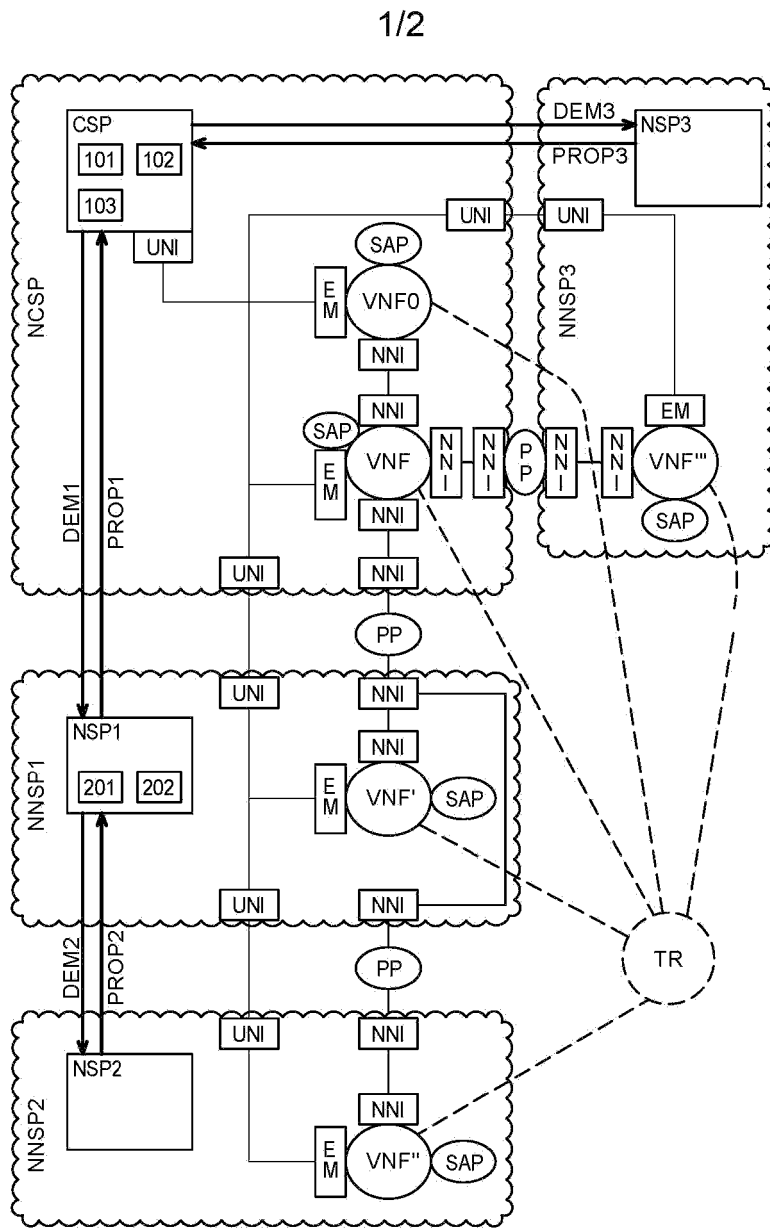 1/2
CSP
101
102
103
DEM3
PROP3
NSP3
UNI
UNI
UNI
NCSP
NNSP3
SAP
EM
VNF0
NNI
NNI
EM
SAP
EM
VNF
NNI
NNI
PP
NNI
NNI
VNF'''
SAP
NNI
DEM1
PROP1
UNI
NNI
PP
UNI
NNI
NSP1
201
202
NNSP1
NNI
EM
VNF'
SAP
UNI
NNI
DEM2
PROP2
PP
TR
UNI
NNI
NSP2
NNSP2
NNI
EM
VNF''
SAP